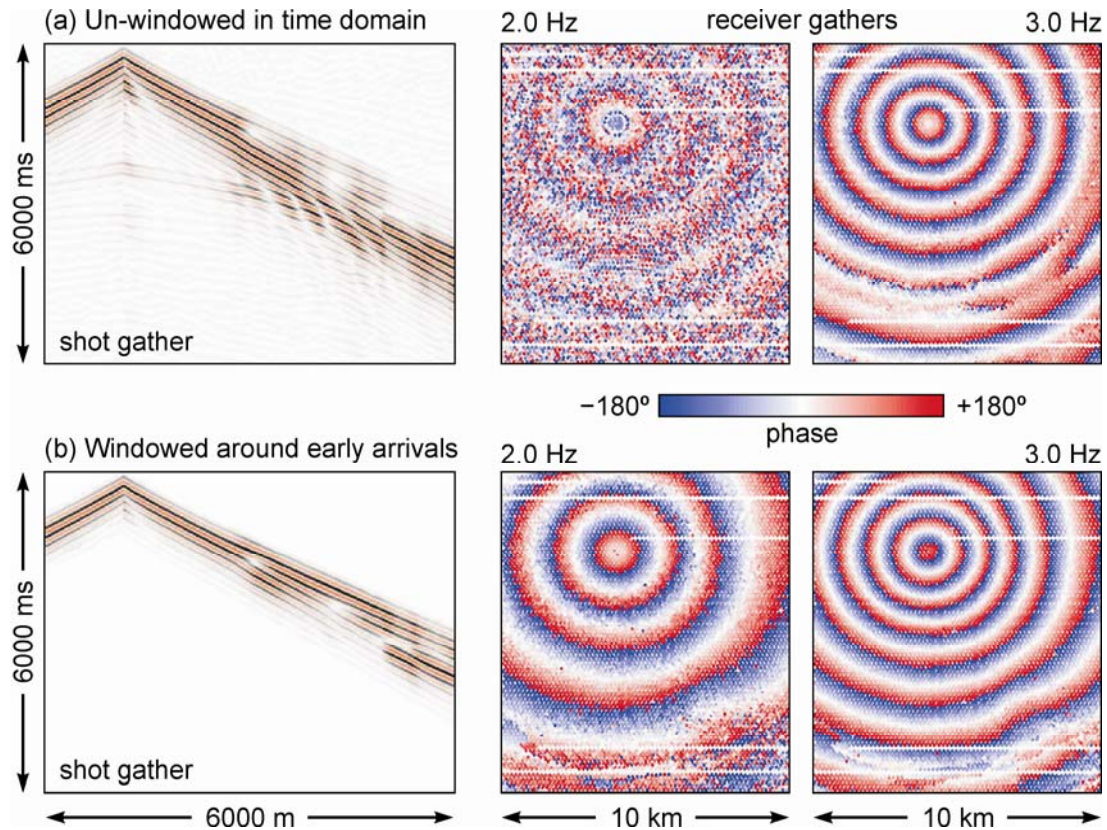 (a) Un-windowed in time domain
2.0 Hz receiver gathers 3.0 Hz
6000 ms
shot gather
−180º +180º
phase
(b) Windowed around early arrivals
2.0 Hz 3.0 Hz
6000 ms
shot gather
6000 m 10 km 10 km